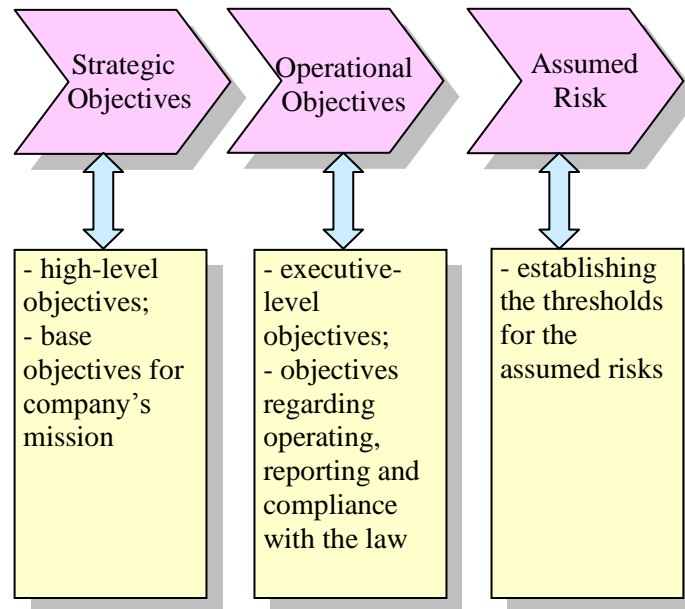 Strategic
Objectives
Operational
Objectives
Assumed
Risk
- high-level
objectives;
- base
objectives for
company’s
mission
- executive-
level
objectives;
- objectives
regarding
operating,
reporting and
compliance
with the law
- establishing
the thresholds
for the
assumed risks